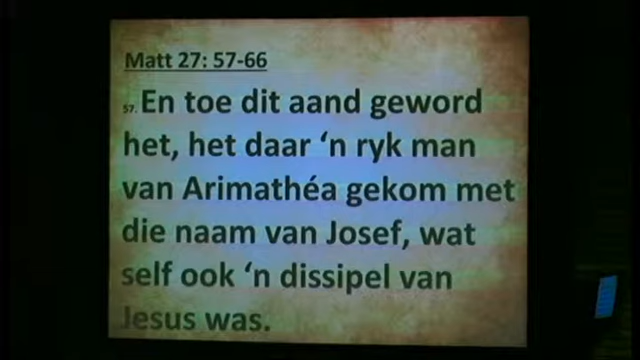 Matt 27: 57-66
57. En toe dit aand geword
het, het daar ‘n ryk man
van Arimathéa gekom met
die naam van Josef, wat
self ook ‘n dissipel van
Jesus was.